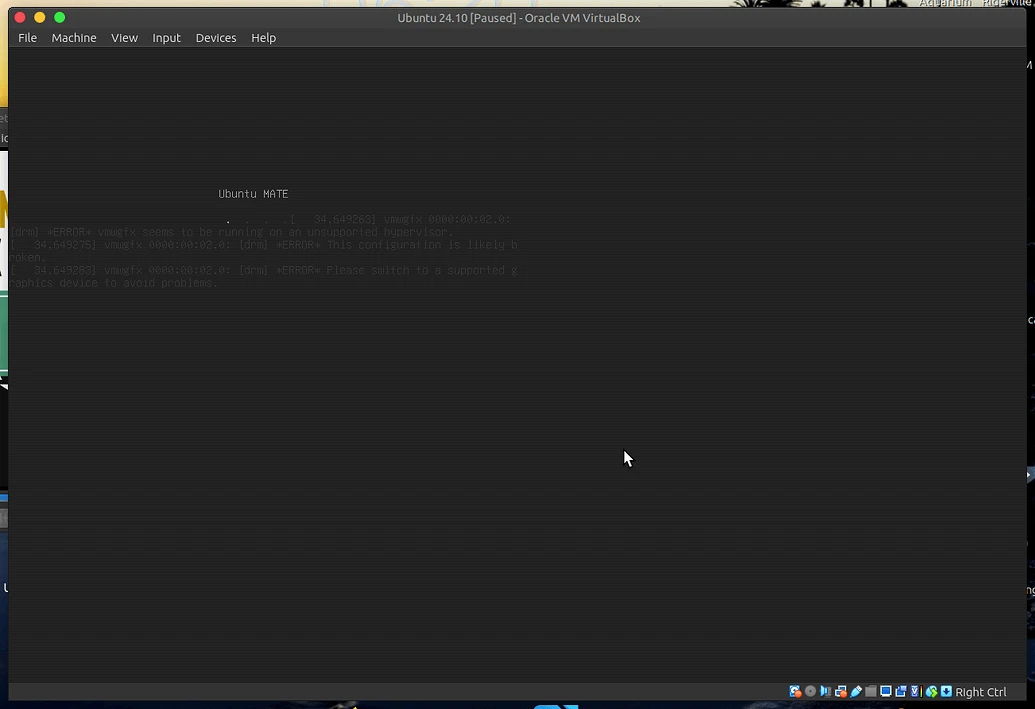 Aquarium Riderville
Ubuntu 24.10 [Paused] - Oracle VM VirtualBox
File Machine View Input Devices Help
Ubuntu MATE
. . . .[ 34.649263] vmwgfx 0000:00:02.0:
[drm] *ERROR* vmwgfx seems to be running on an unsupported hypervisor.
[ 34.649275] vmwgfx 0000:00:02.0: [drm] *ERROR* This configuration is likely b
roken.
[ 34.649283] vmwgfx 0000:00:02.0: [drm] *ERROR* Please switch to a supported g
raphics device to avoid problems.
Right Ctrl